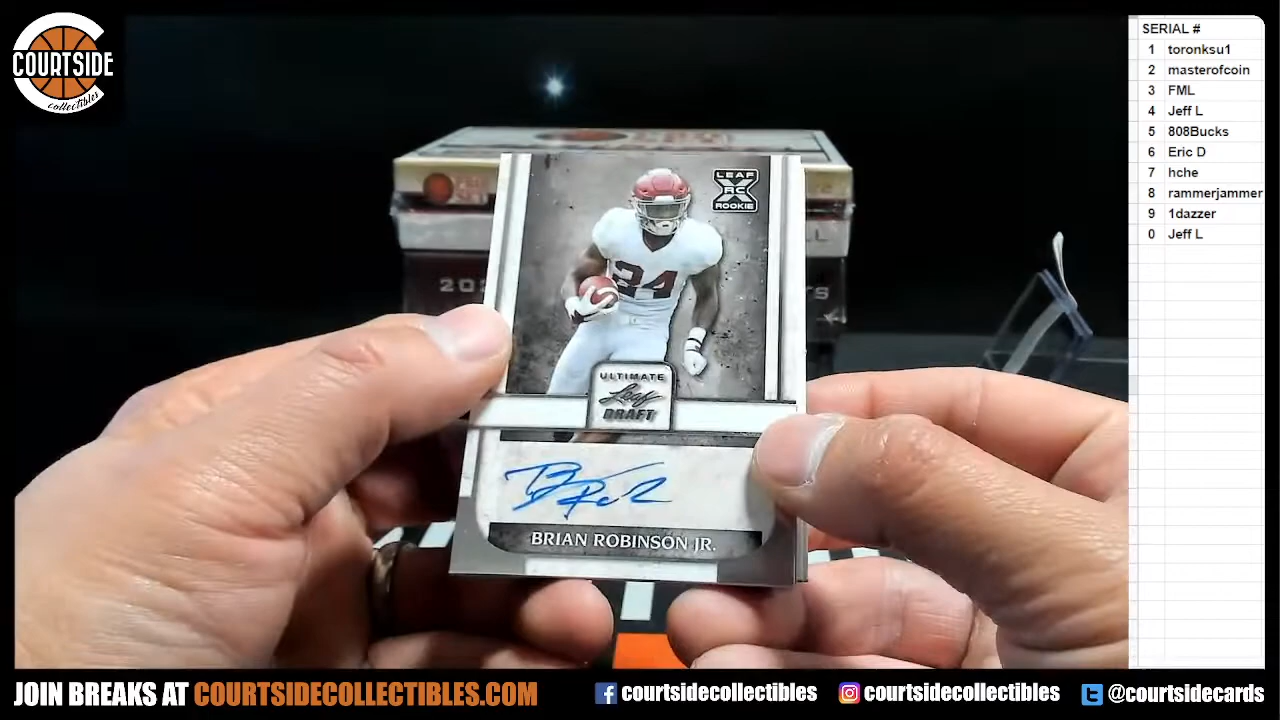 COURTSIDE
collectibles
SERIAL #
1 toronksu1
2 masterofcoin
3 FML
4 Jeff L
5 808Bucks
6 Eric D
7 hche
8 rammerjammer
9 1dazzer
0 Jeff L
LEAF
X
RC
ROOKIE
24
ULTIMATE
Leaf
DRAFT
BRIAN ROBINSON JR.
JOIN BREAKS AT COURTSIDECOLLECTIBLES.COM
courtsidecollectibles
courtsidecollectibles
@courtsidecards